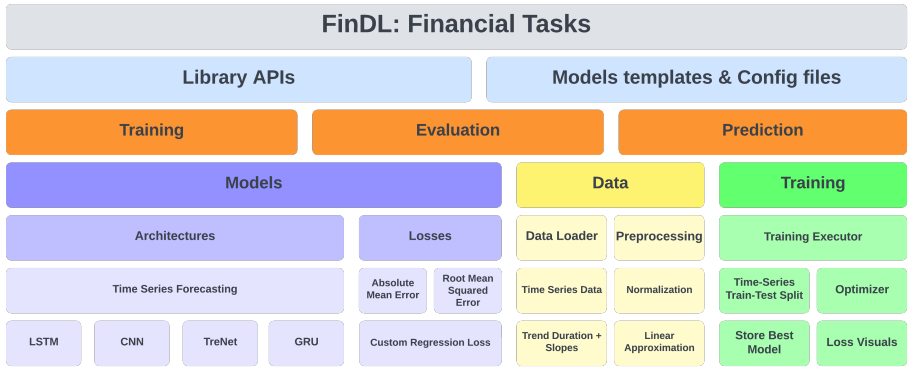 FinDL: Financial Tasks
Library APIs
Models templates & Config files
Training
Evaluation
Prediction
Models
Data
Training
Architectures
Losses
Data Loader
Preprocessing
Training Executor
Time Series Forecasting
Absolute
Mean Error
Root Mean
Squared
Error
Time Series Data
Normalization
Time-Series
Train-Test Split
Optimizer
LSTM
CNN
TreNet
GRU
Custom Regression Loss
Trend Duration +
Slopes
Linear
Approximation
Store Best
Model
Loss Visuals